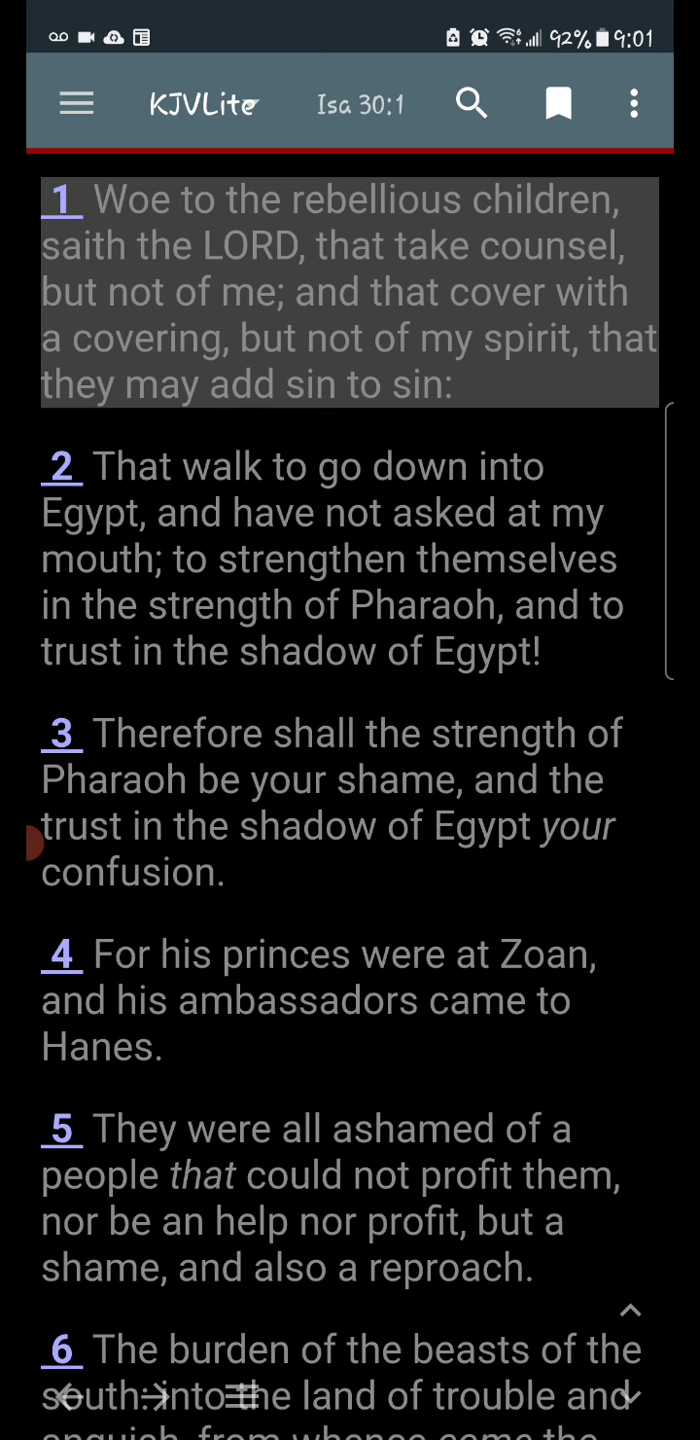 92% 9:01
KJVLite Isa 30:1
1 Woe to the rebellious children,
saith the LORD, that take counsel,
but not of me; and that cover with
a covering, but not of my spirit, that
they may add sin to sin:
2 That walk to go down into
Egypt, and have not asked at my
mouth; to strengthen themselves
in the strength of Pharaoh, and to
trust in the shadow of Egypt!
3 Therefore shall the strength of
Pharaoh be your shame, and the
trust in the shadow of Egypt your
confusion.
4 For his princes were at Zoan,
and his ambassadors came to
Hanes.
5 They were all ashamed of a
people that could not profit them,
nor be an help nor profit, but a
shame, and also a reproach.
6 The burden of the beasts of the
south: into the land of trouble and
anguish, from whence come the